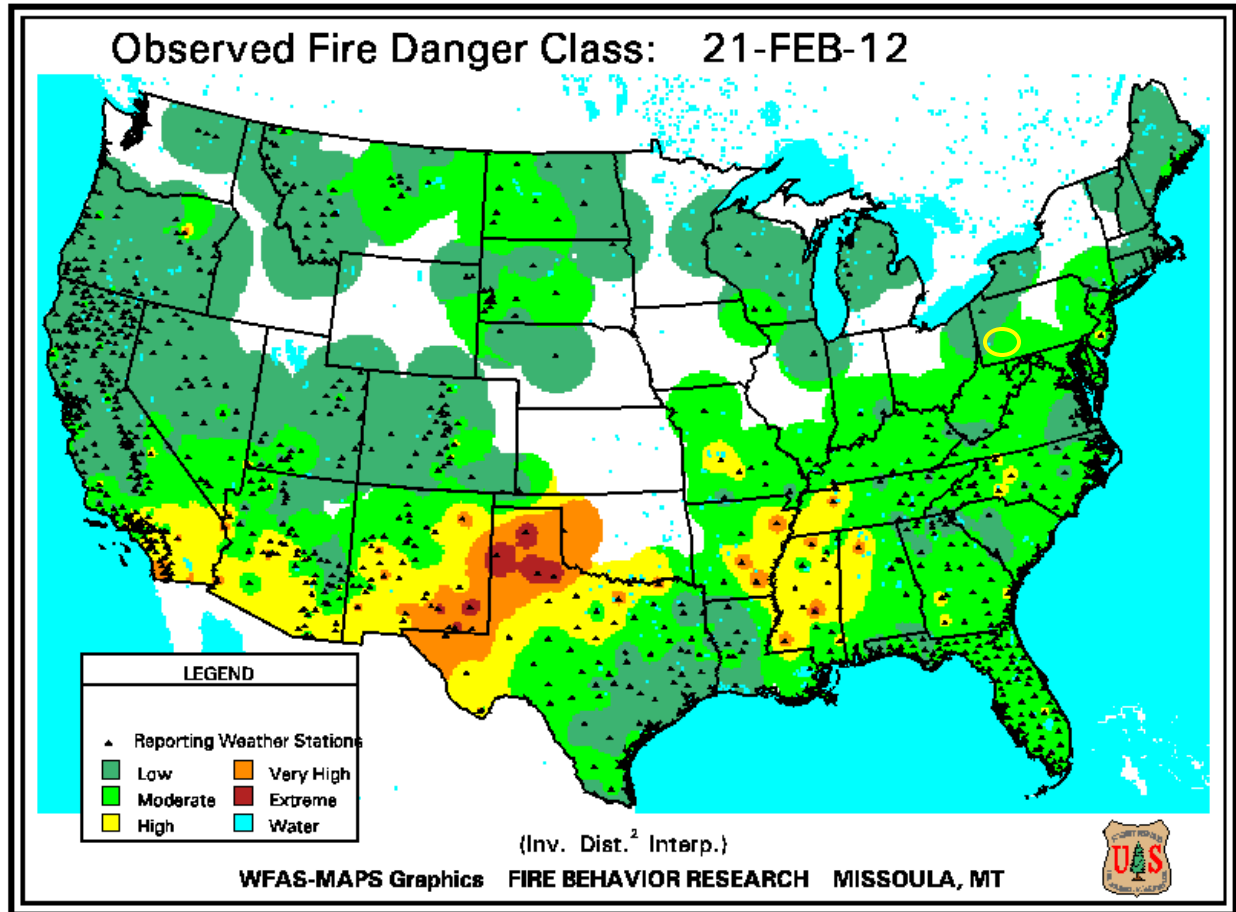 Observed Fire Danger Class: 21-FEB-12
LEGEND
Reporting Weather Stations
Low
Very High
Moderate
Extreme
High
Water
(Inv. Dist.² Interp.)
WFAS-MAPS Graphics FIRE BEHAVIOR RESEARCH MISSOULA, MT
U S